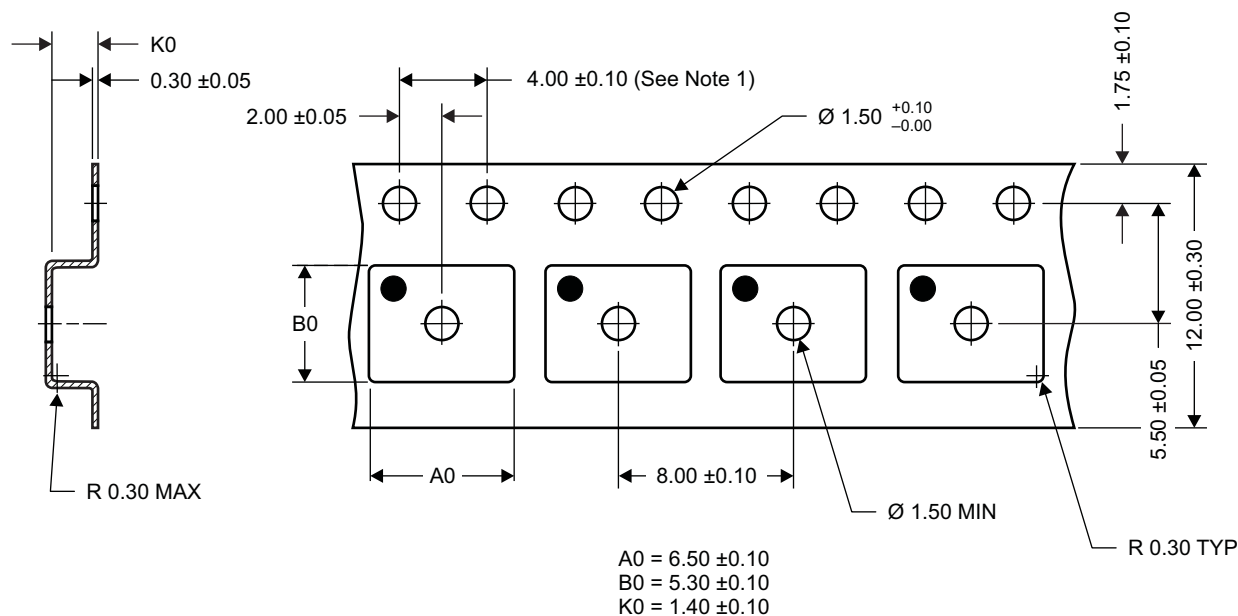 K0
0.30 ±0.05
4.00 ±0.10 (See Note 1)
2.00 ±0.05
Ø 1.50 +0.10 –0.00
1.75 ±0.10
B0
12.00 ±0.30
5.50 ±0.05
R 0.30 MAX
A0
8.00 ±0.10
Ø 1.50 MIN
R 0.30 TYP
A0 = 6.50 ±0.10
B0 = 5.30 ±0.10
K0 = 1.40 ±0.10